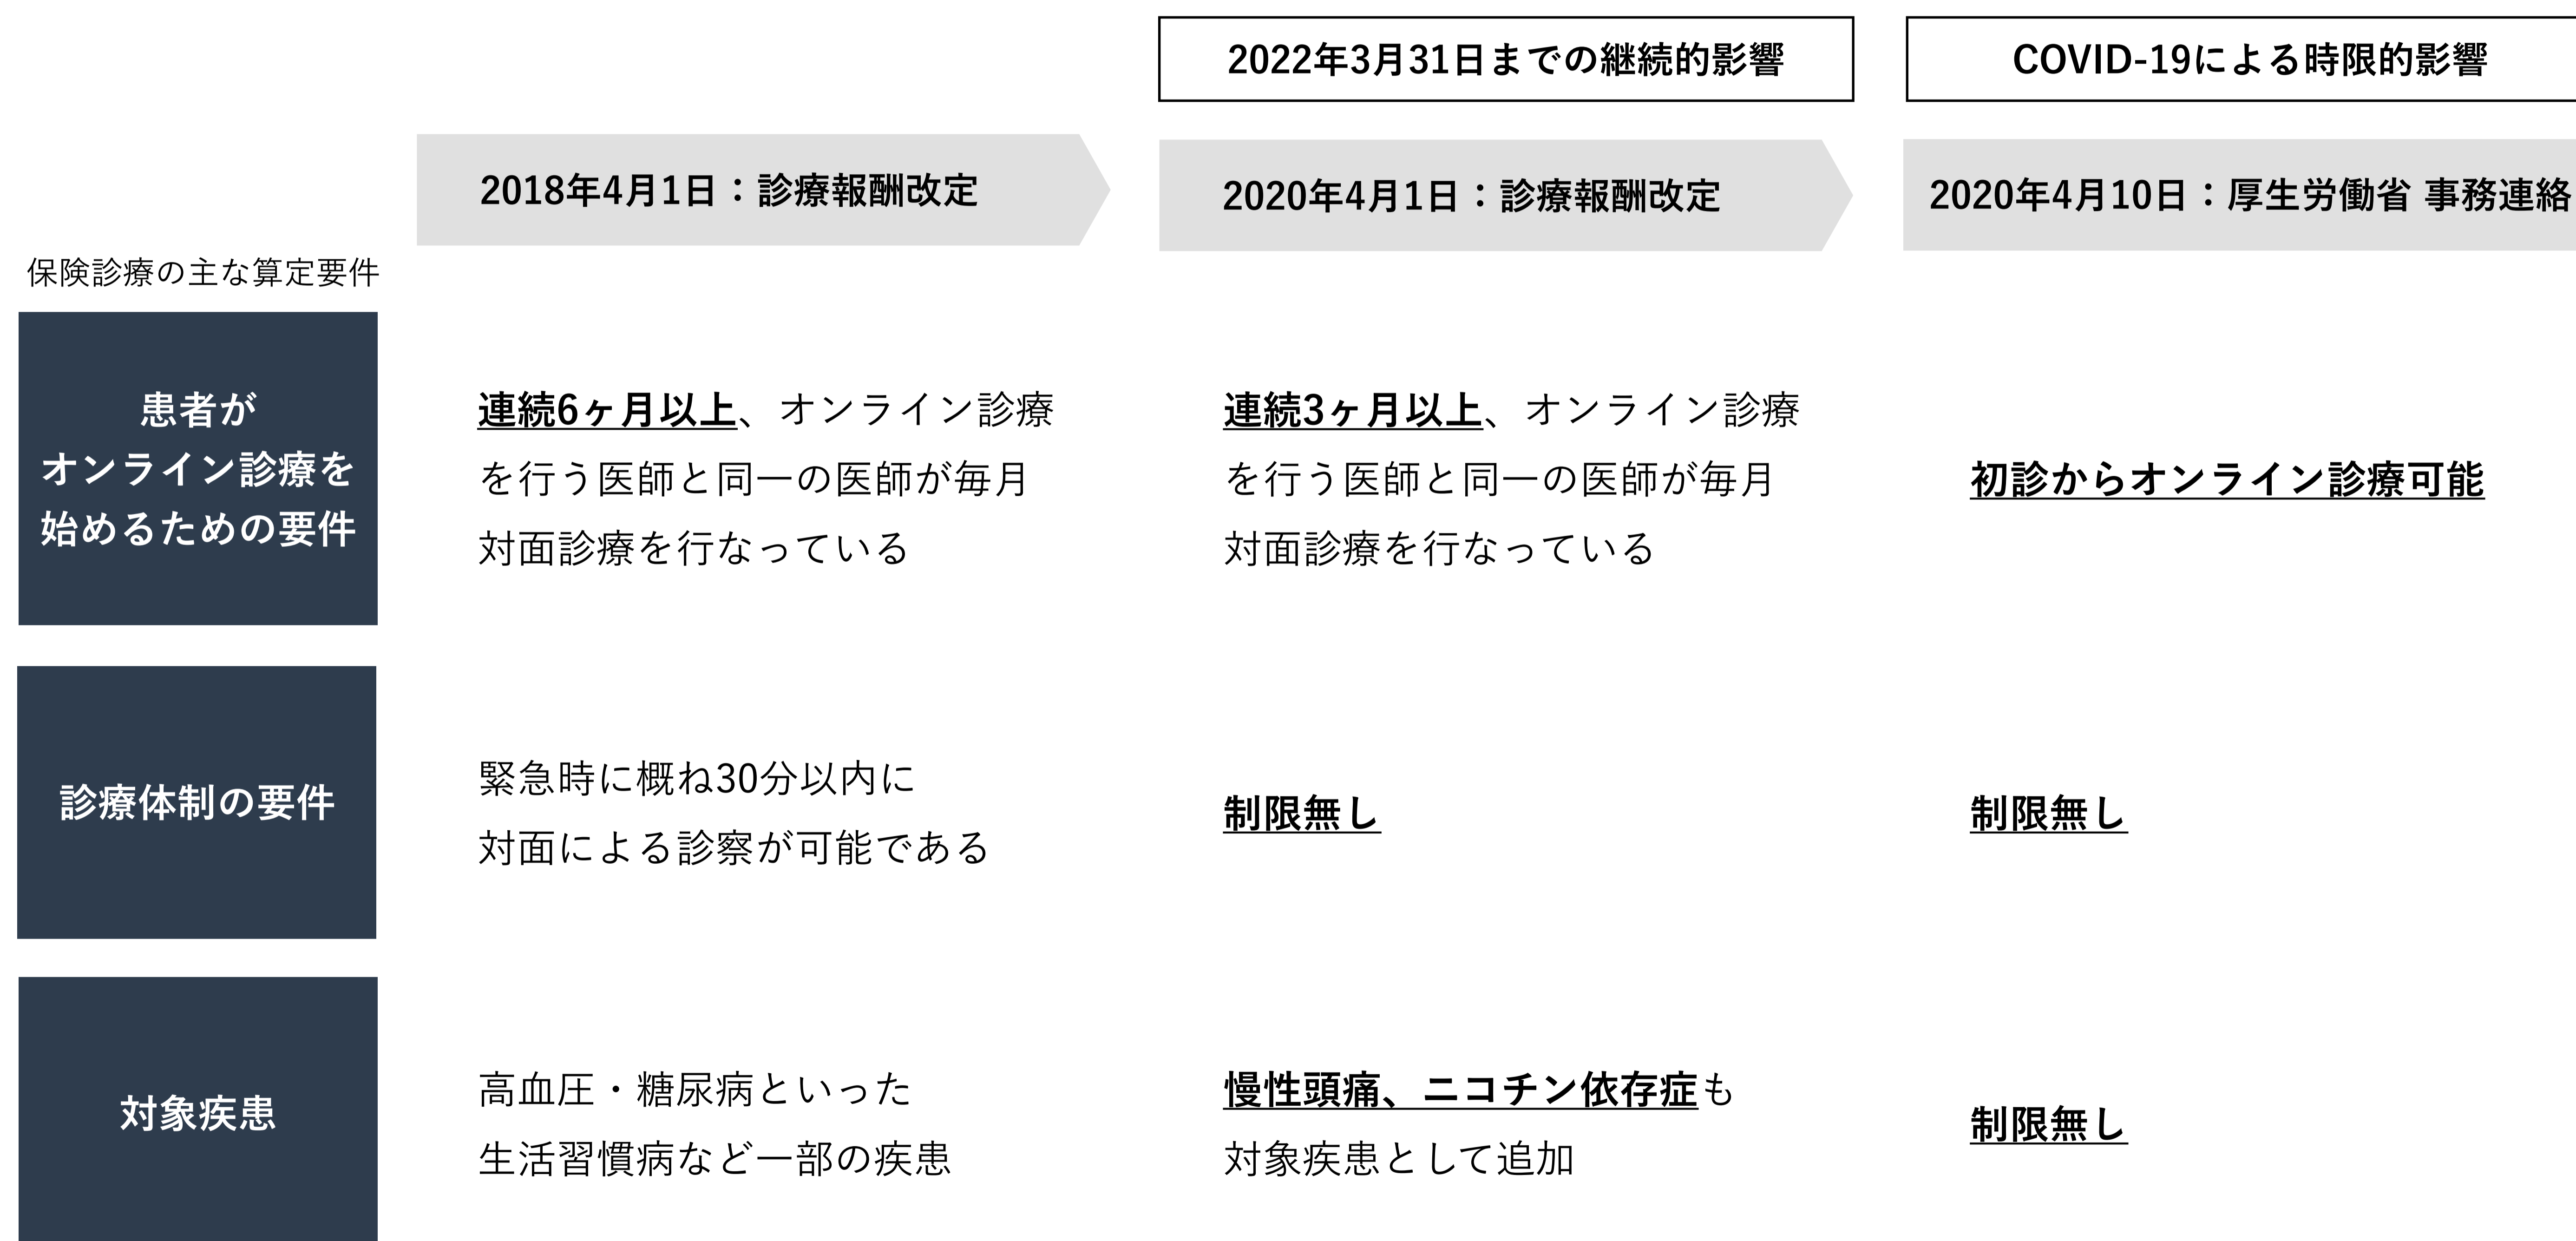 2022年3月31日までの継続的影響
COVID-19による時限的影響
2018年4月1日：診療報酬改定
2020年4月1日：診療報酬改定
2020年4月10日：厚生労働省 事務連絡
保険診療の主な算定要件
患者が
オンライン診療を
始めるための要件
連続6ヶ月以上、オンライン診療
を行う医師と同一の医師が毎月
対面診療を行なっている
連続3ヶ月以上、オンライン診療
を行う医師と同一の医師が毎月
対面診療を行なっている
初診からオンライン診療可能
診療体制の要件
緊急時に概ね30分以内に
対面による診察が可能である
制限無し
制限無し
対象疾患
高血圧・糖尿病といった
生活習慣病など一部の疾患
慢性頭痛、ニコチン依存症も
対象疾患として追加
制限無し